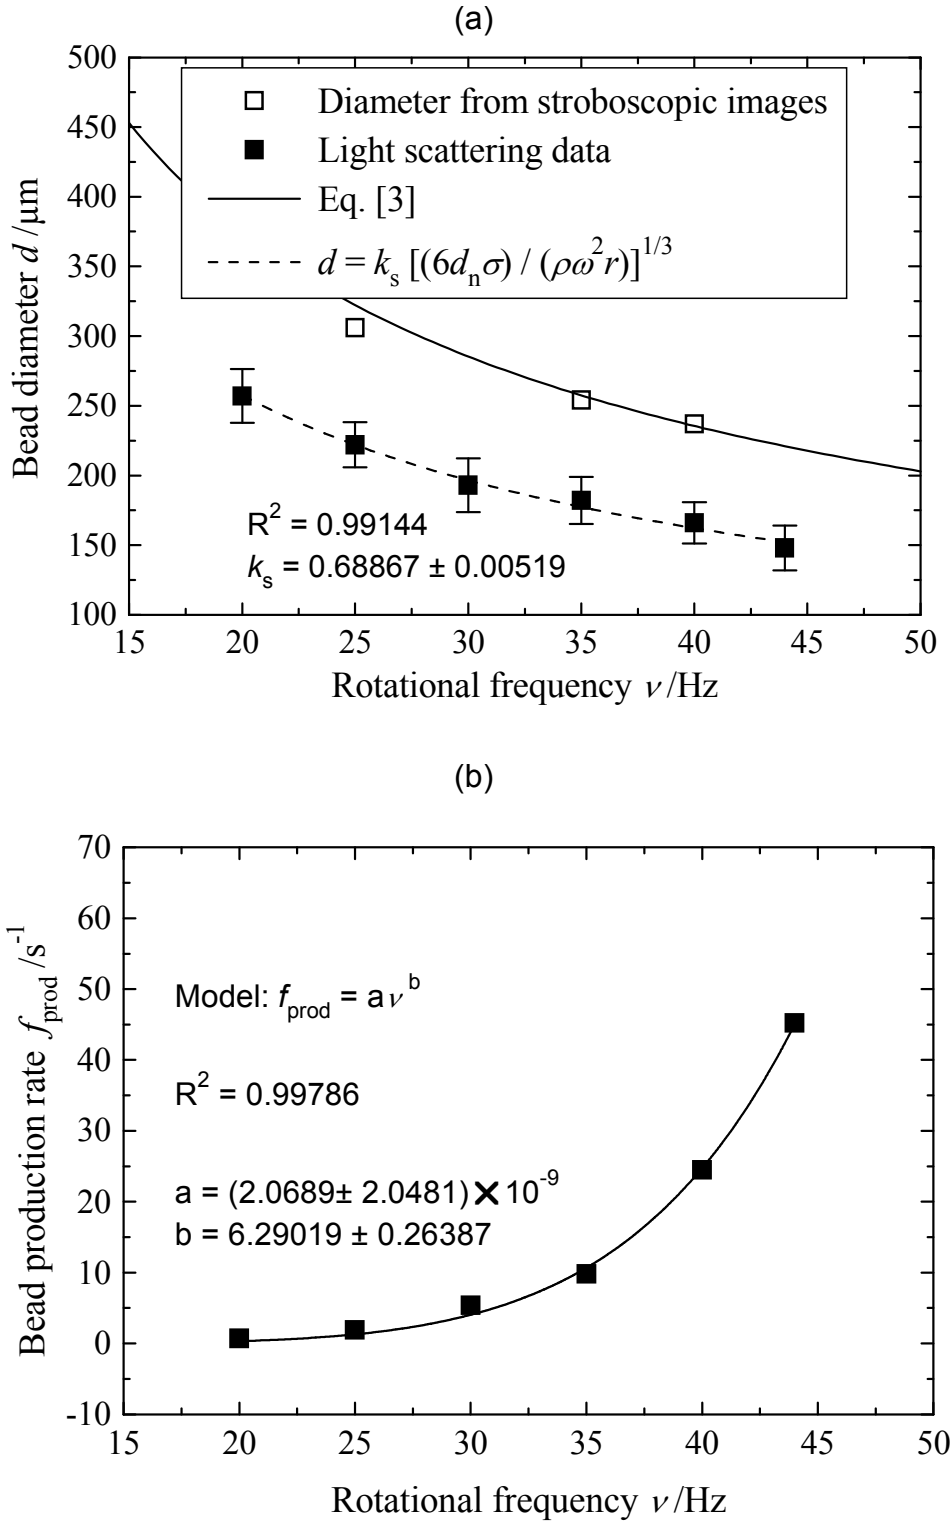 (a)
500
450
400
350
300
250
200
150
100
Bead diameter d /μm
Diameter from stroboscopic images
Light scattering data
Eq. [3]
d = kₛ [(6dₙσ) / (ρω²r)]¹ᐟ³
R² = 0.99144
kₛ = 0.68867 ± 0.00519
15 20 25 30 35 40 45 50
Rotational frequency ν /Hz
(b)
70
60
50
40
30
20
10
0
-10
Bead production rate f_prod /s⁻¹
Model: f_prod = aν^b
R² = 0.99786
a = (2.0689± 2.0481) × 10⁻⁹
b = 6.29019 ± 0.26387
15 20 25 30 35 40 45 50
Rotational frequency ν /Hz